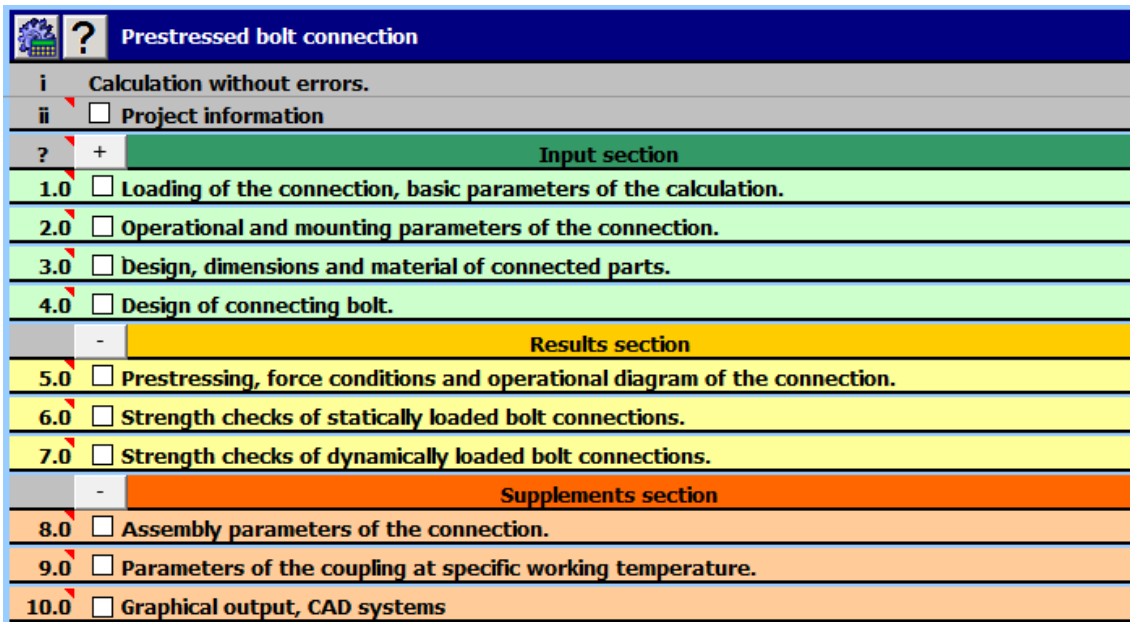 ? Prestressed bolt connection
i Calculation without errors.
ii Project information
? + Input section
1.0 Loading of the connection, basic parameters of the calculation.
2.0 Operational and mounting parameters of the connection.
3.0 Design, dimensions and material of connected parts.
4.0 Design of connecting bolt.
- Results section
5.0 Prestressing, force conditions and operational diagram of the connection.
6.0 Strength checks of statically loaded bolt connections.
7.0 Strength checks of dynamically loaded bolt connections.
- Supplements section
8.0 Assembly parameters of the connection.
9.0 Parameters of the coupling at specific working temperature.
10.0 Graphical output, CAD systems